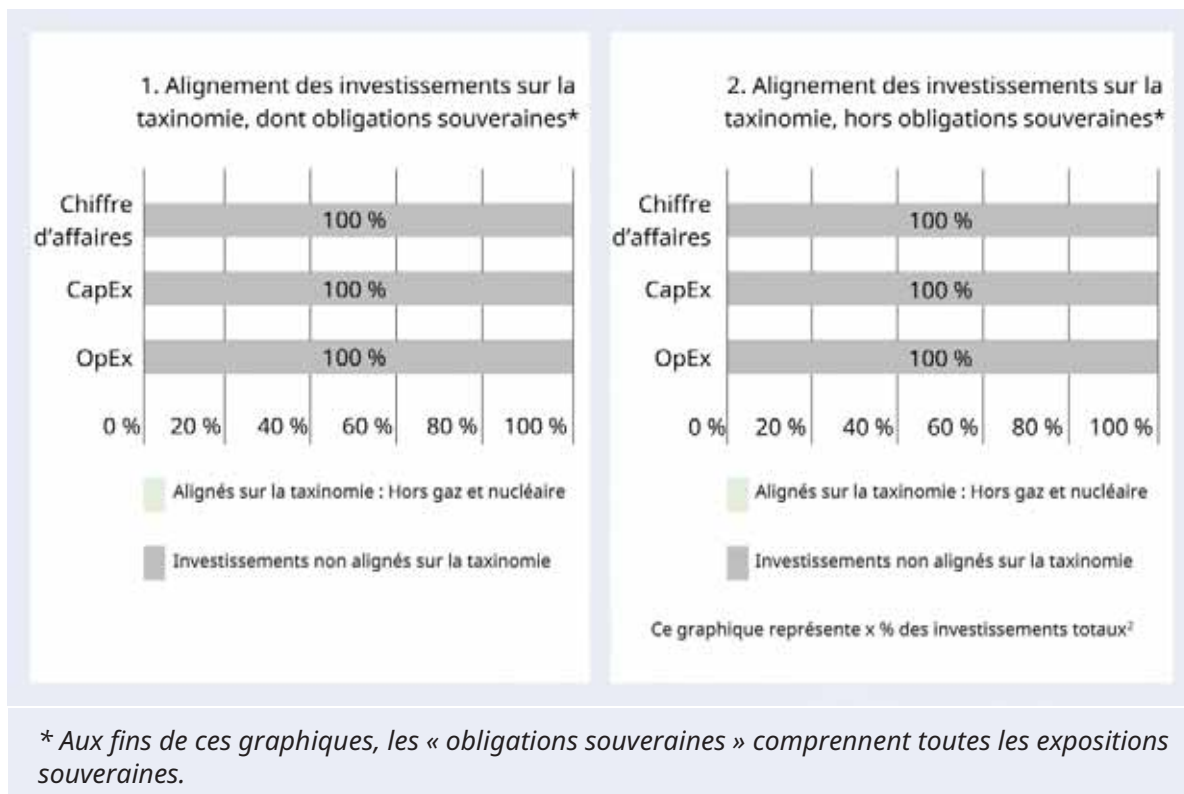 1. Alignement des investissements sur la
taxinomie, dont obligations souveraines*
Chiffre
d'affaires
100 %
CapEx
100 %
OpEx
100 %
0 % 20 % 40 % 60 % 80 % 100 %
Alignés sur la taxinomie : Hors gaz et nucléaire
Investissements non alignés sur la taxinomie
2. Alignement des investissements sur la
taxinomie, hors obligations souveraines*
Chiffre
d'affaires
100 %
CapEx
100 %
OpEx
100 %
0 % 20 % 40 % 60 % 80 % 100 %
Alignés sur la taxinomie : Hors gaz et nucléaire
Investissements non alignés sur la taxinomie
Ce graphique représente x % des investissements totaux²
* Aux fins de ces graphiques, les « obligations souveraines » comprennent toutes les expositions
souveraines.